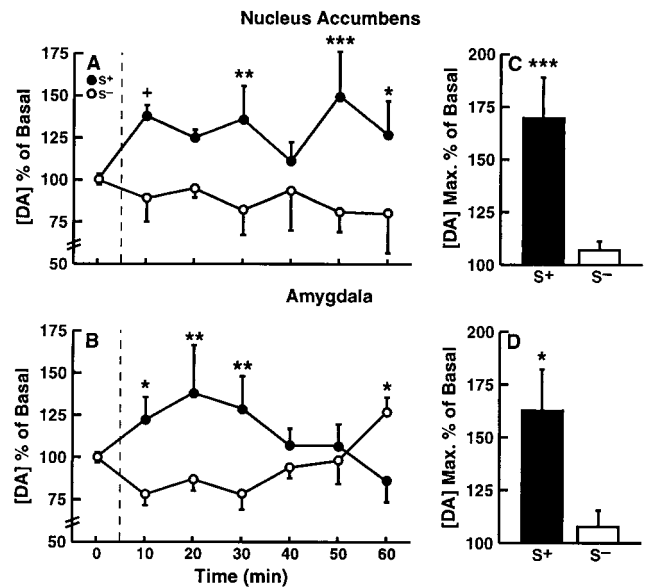 Nucleus Accumbens
A
● S+
○ S−
+
**
***
*
175
150
125
100
75
50
[DA] % of Basal
C
***
200
175
150
125
100
[DA] Max. % of Basal
S+ S−
Amygdala
B
*
**
**
*
175
150
125
100
75
50
[DA] % of Basal
0 10 20 30 40 50 60
Time (min)
D
*
200
175
150
125
100
[DA] Max. % of Basal
S+ S−